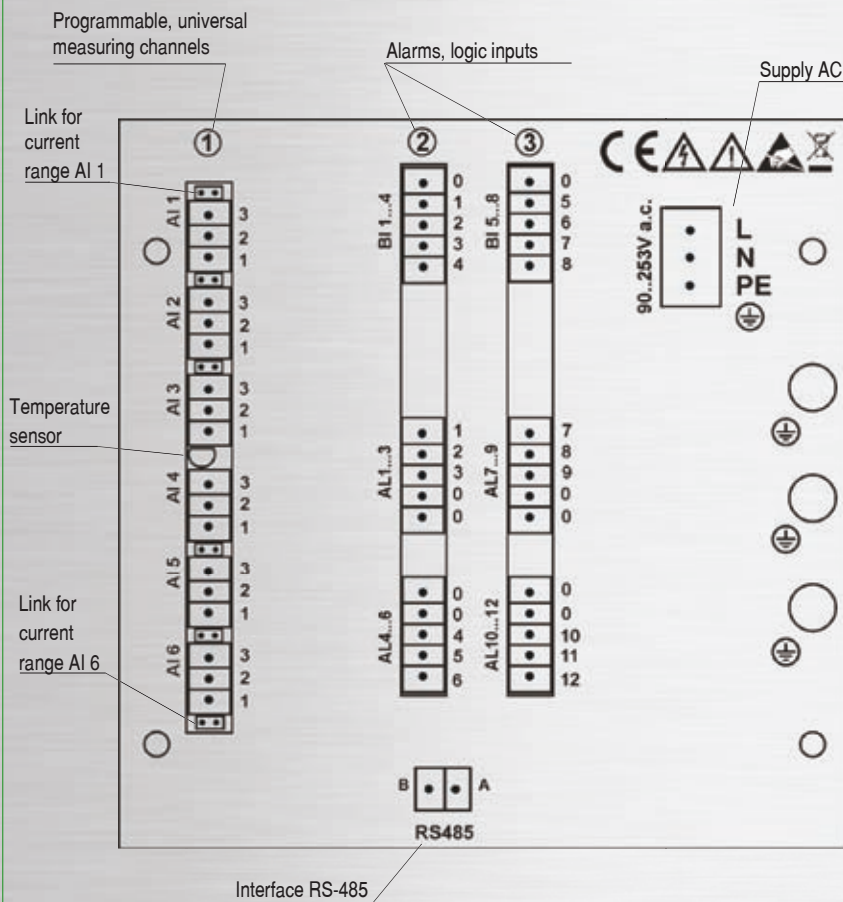 Programmable, universal
measuring channels
Alarms, logic inputs
Supply AC
Link for
current
range AI 1
1
2
3
CE
AI 1
3
2
1
AI 2
3
2
1
AI 3
3
2
1
Temperature
sensor
AI 4
3
2
1
AI 5
3
2
1
Link for
current
range AI 6
AI 6
3
2
1
BI 1...4
0
1
2
3
4
AL1...3
1
2
3
0
0
AL4...6
0
0
4
5
6
BI 5...8
0
5
6
7
8
AL7...9
7
8
9
0
0
AL10...12
0
0
10
11
12
90..253V a.c.
L
N
PE
B
A
RS485
Interface RS-485